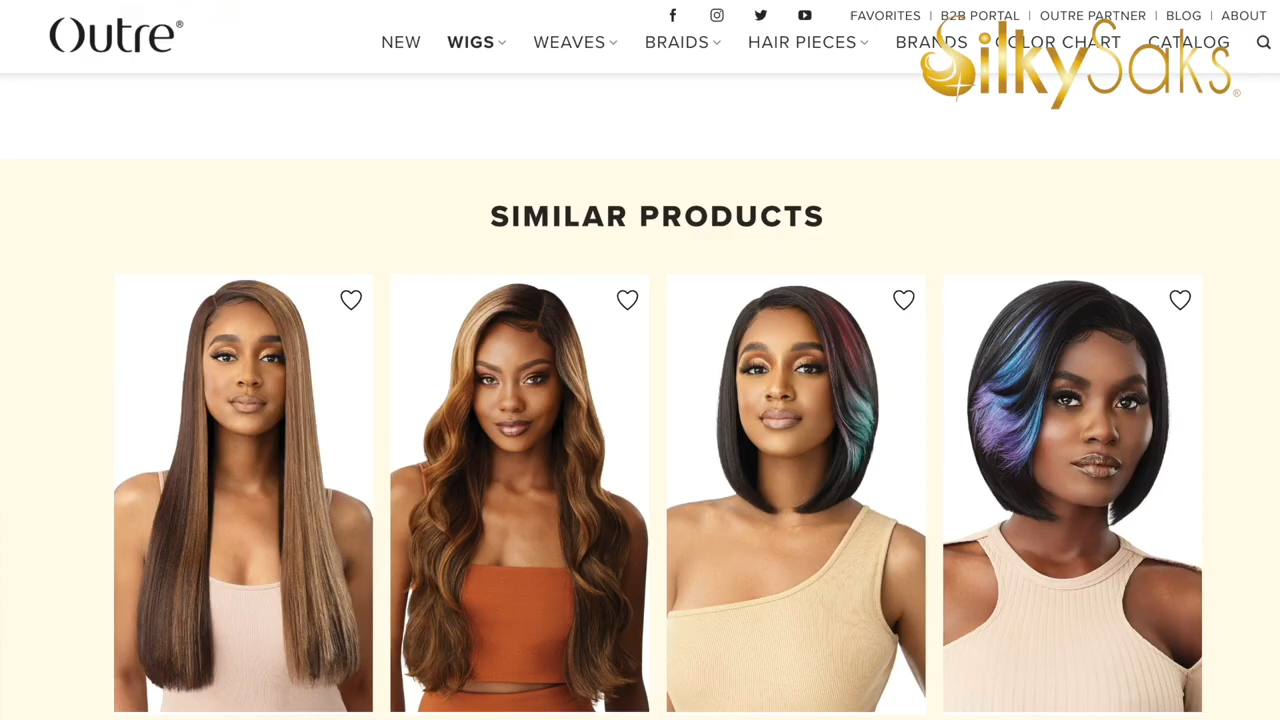 Outre®
FAVORITES | B2B PORTAL | OUTRE PARTNER | BLOG | ABOUT
NEW WIGS WEAVES BRAIDS HAIR PIECES BRANDS COLOR CHART CATALOG
SilkySaks®
SIMILAR PRODUCTS